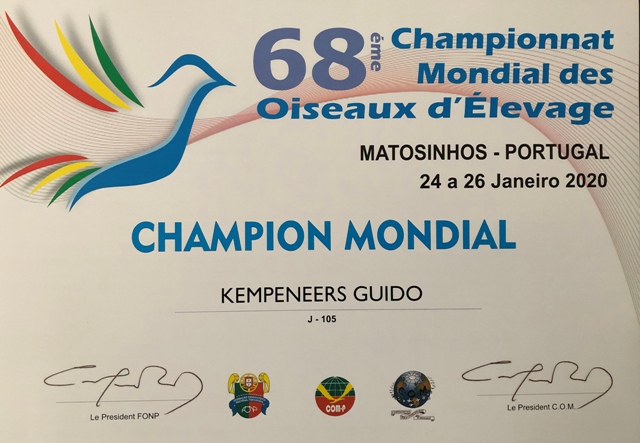 68ème Championnat
Mondial des
Oiseaux d'Élevage
MATOSINHOS - PORTUGAL
24 a 26 Janeiro 2020
CHAMPION MONDIAL
KEMPENEERS GUIDO
J - 105
Le President FONP
FONP
COM-P
Le President C.O.M.